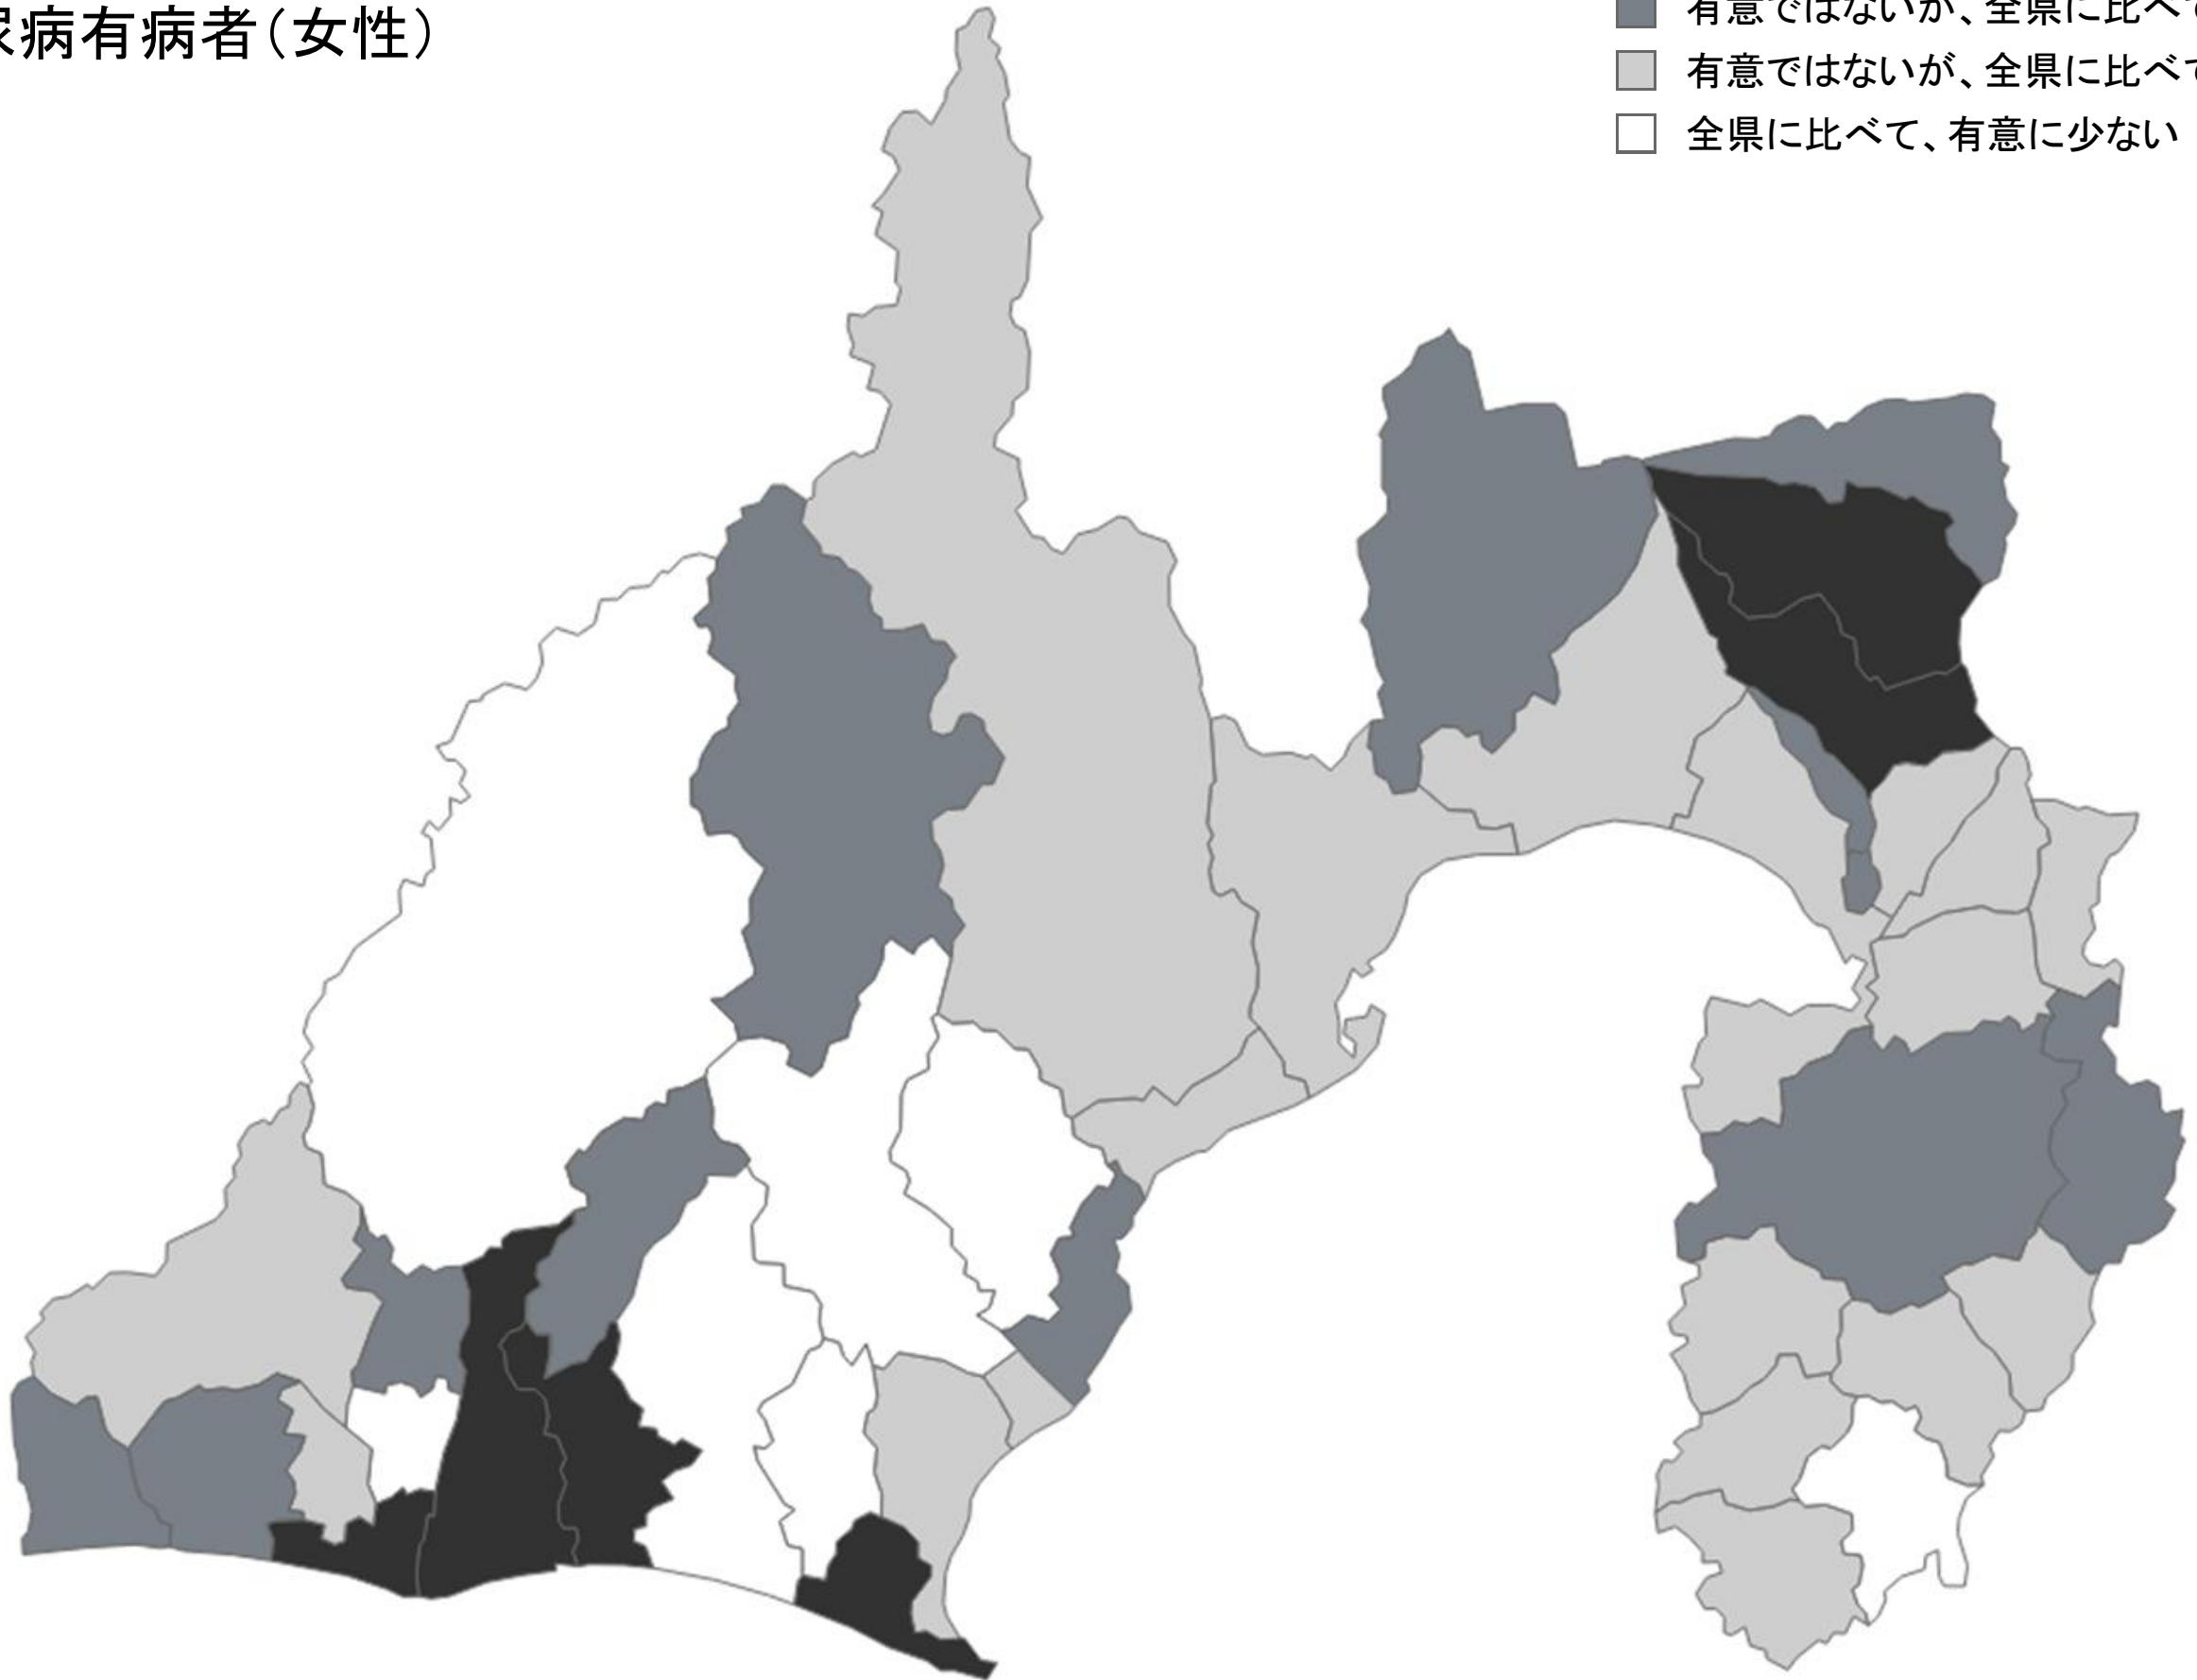 尿病有病者(女性)
有意ではないが、全県に比べて
有意ではないが、全県に比べて
全県に比べて、有意に少ない